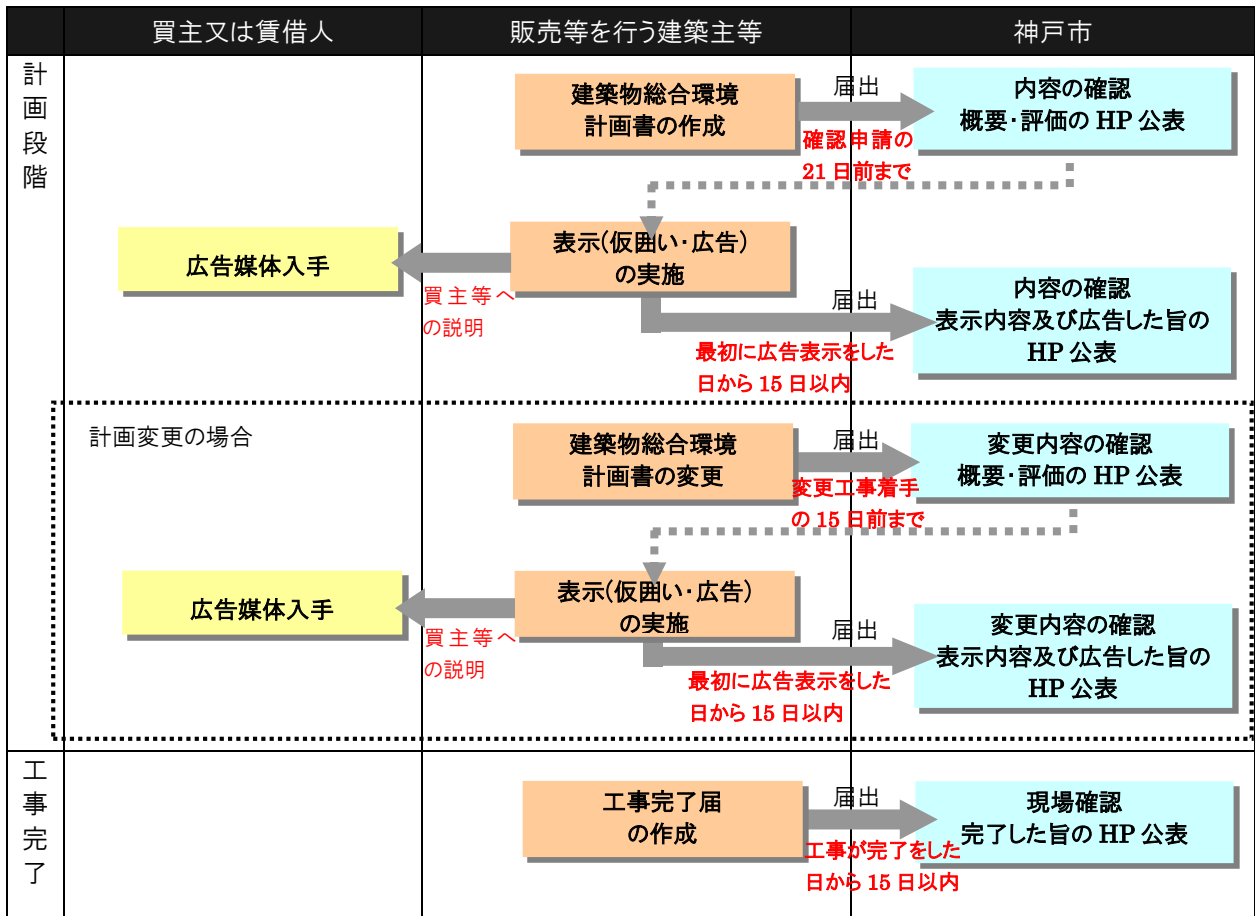 買主又は賃借人
販売等を行う建築主等
神戸市
計画段階
建築物総合環境
計画書の作成
届出
確認申請の
21日前まで
内容の確認
概要・評価の HP 公表
表示(仮囲い・広告)
の実施
広告媒体入手
買主等へ
の説明
届出
最初に広告表示をした
日から 15 日以内
内容の確認
表示内容及び広告した旨の
HP 公表
計画変更の場合
建築物総合環境
計画書の変更
届出
変更工事着手
の 15 日前まで
変更内容の確認
概要・評価の HP 公表
表示(仮囲い・広告)
の実施
広告媒体入手
買主等へ
の説明
届出
最初に広告表示をした
日から 15 日以内
変更内容の確認
表示内容及び広告した旨の
HP 公表
工事完了
工事完了届
の作成
届出
工事が完了をした
日から 15 日以内
現場確認
完了した旨の HP 公表